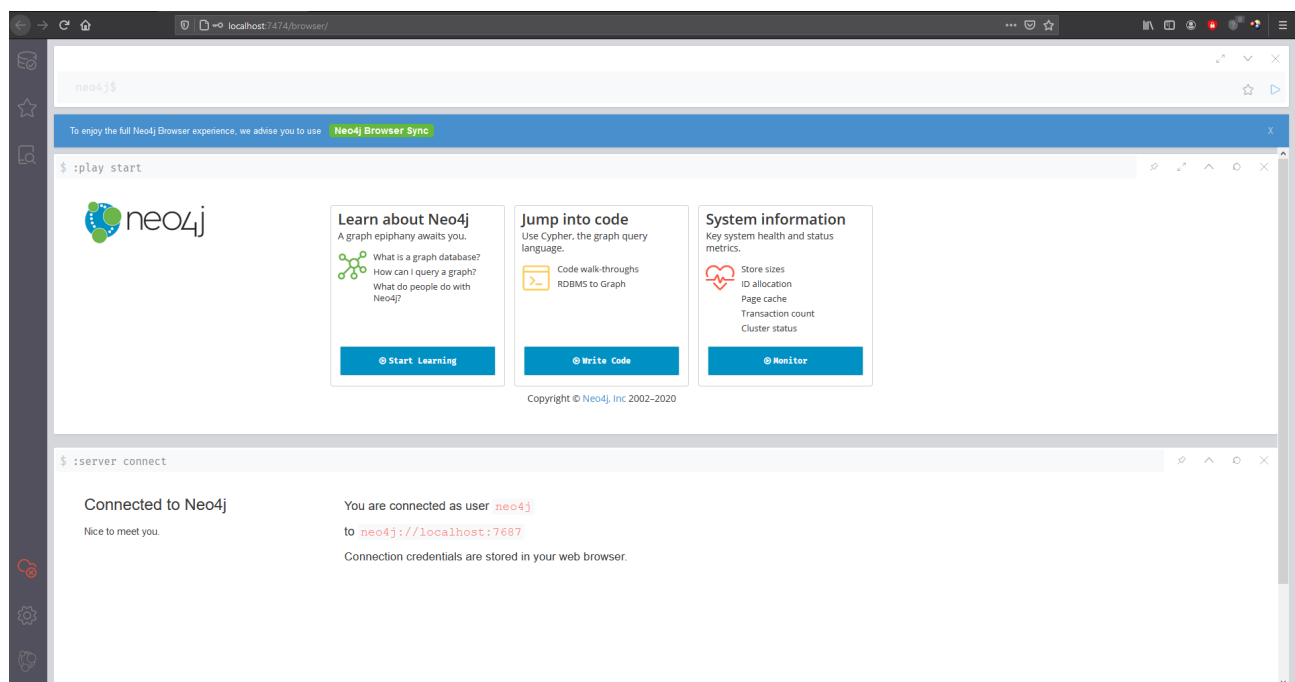 localhost:7474/browser/
neo4j$
To enjoy the full Neo4j Browser experience, we advise you to use Neo4j Browser Sync X
$ :play start
neo4j
Learn about Neo4j
A graph epiphany awaits you.
What is a graph database?
How can I query a graph?
What do people do with
Neo4j?
Start Learning
Jump into code
Use Cypher, the graph query
language.
Code walk-throughs
RDBMS to Graph
Write Code
System information
Key system health and status
metrics.
Store sizes
ID allocation
Page cache
Transaction count
Cluster status
Monitor
Copyright © Neo4j, Inc 2002–2020
$ :server connect
Connected to Neo4j
Nice to meet you.
You are connected as user neo4j
to neo4j://localhost:7687
Connection credentials are stored in your web browser.